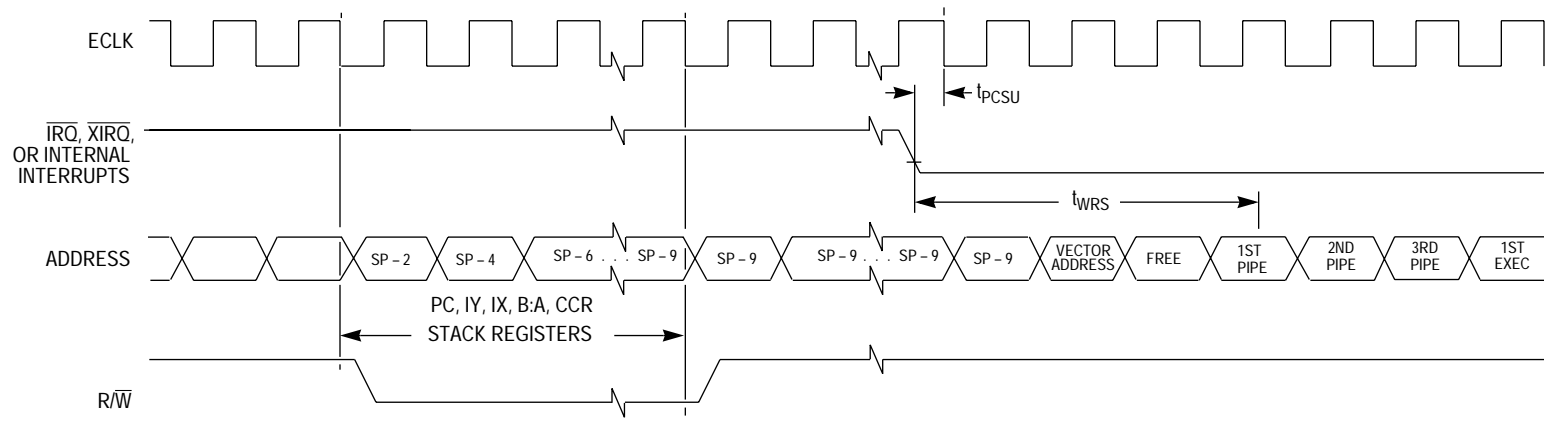 ECLK
tPCSU
IRQ, XIRQ,
OR INTERNAL
INTERRUPTS
tWRS
ADDRESS
SP – 2
SP – 4
SP – 6 . . . SP – 9
SP – 9
SP – 9 . . . SP – 9
SP – 9
VECTOR
ADDRESS
FREE
1ST
PIPE
2ND
PIPE
3RD
PIPE
1ST
EXEC
PC, IY, IX, B:A, CCR
STACK REGISTERS
R/W